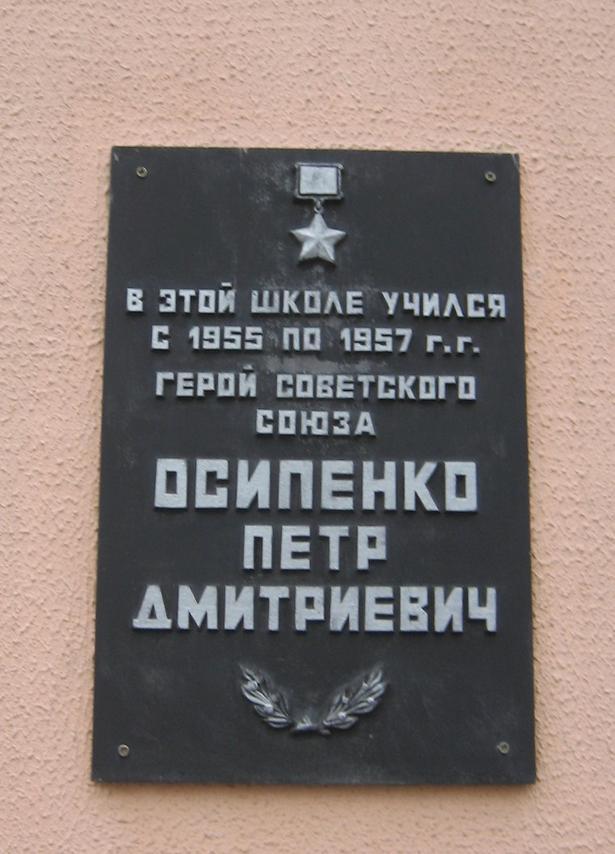 В ЭТОЙ ШКОЛЕ УЧИЛСЯ
С 1955 ПО 1957 г.г.
ГЕРОЙ СОВЕТСКОГО
СОЮЗА
ОСИПЕНКО
ПЕТР
ДМИТРИЕВИЧ